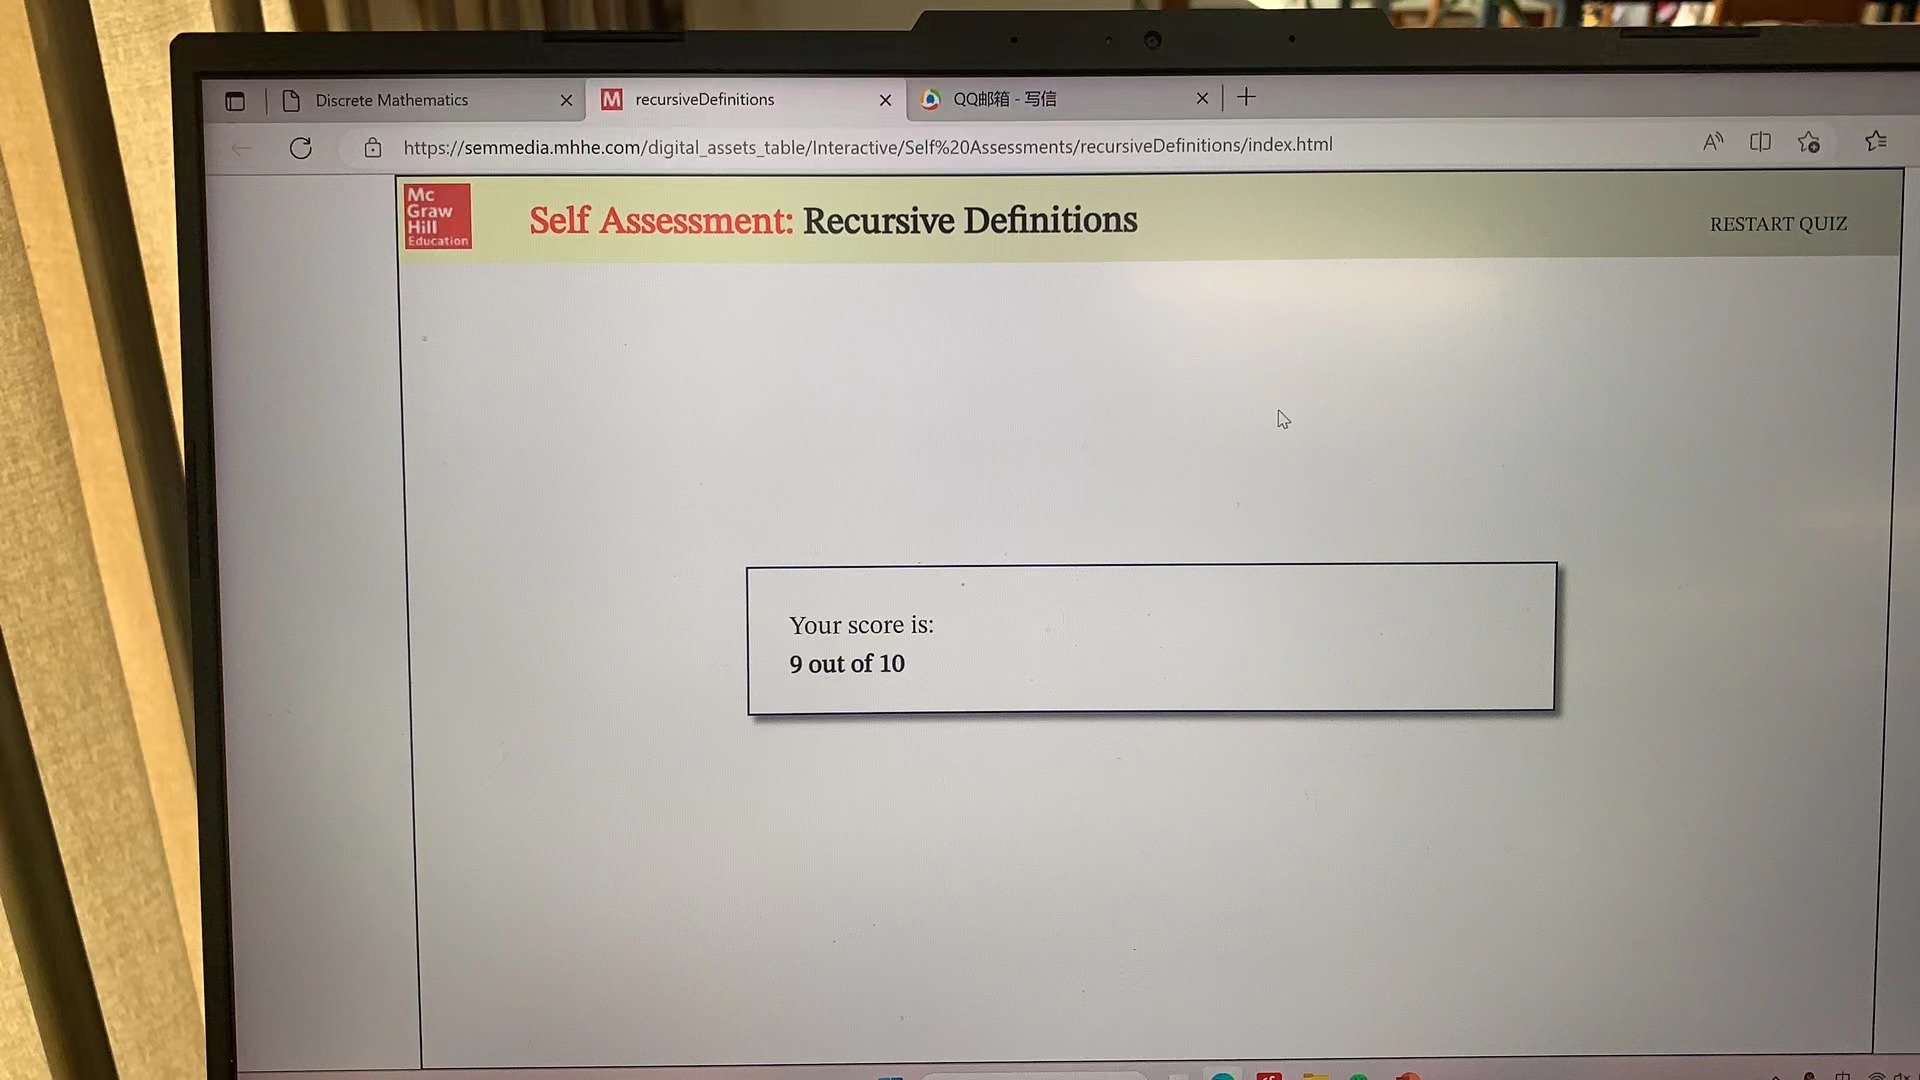 Discrete Mathematics
recursiveDefinitions
QQ邮箱 - 写信
https://semmedia.mhhe.com/digital_assets_table/Interactive/Self%20Assessments/recursiveDefinitions/index.html
Mc
Graw
Hill
Education
Self Assessment: Recursive Definitions
RESTART QUIZ
Your score is:
9 out of 10